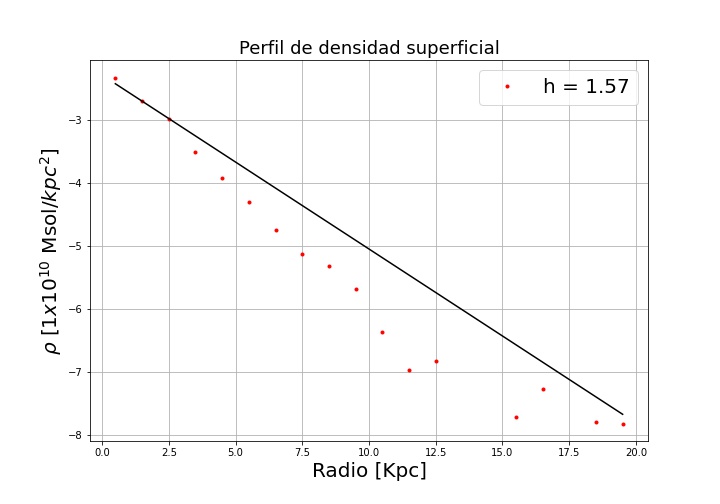 Perfil de densidad superficial
h = 1.57
ρ [1x10¹⁰ Msol/kpc²]
−3
−4
−5
−6
−7
−8
0.0 2.5 5.0 7.5 10.0 12.5 15.0 17.5 20.0
Radio [Kpc]